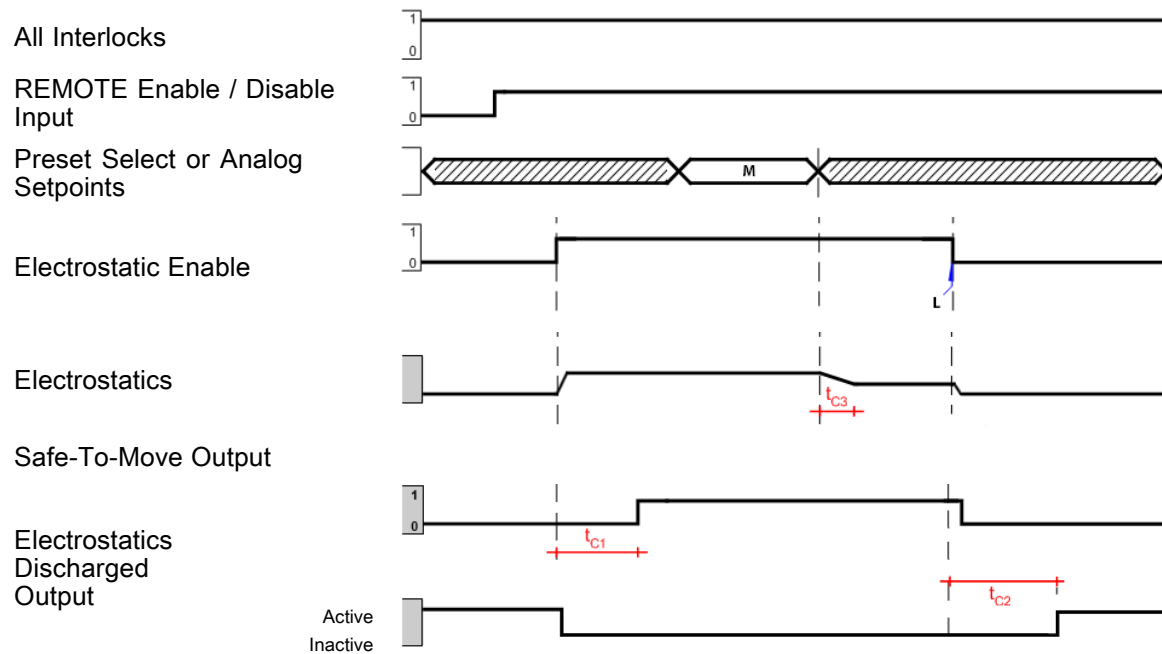 All Interlocks
1
0
REMOTE Enable / Disable
Input
1
0
Preset Select or Analog
Setpoints
M
Electrostatic Enable
1
0
L
Electrostatics
tC3
Safe-To-Move Output
1
0
tC1
Electrostatics
Discharged
Output
tC2
Active
Inactive